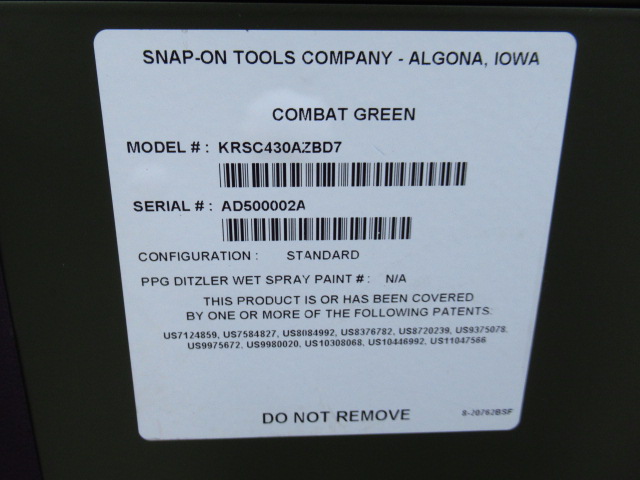 SNAP-ON TOOLS COMPANY - ALGONA, IOWA
COMBAT GREEN
MODEL # : KRSC430AZBD7
SERIAL # : AD500002A
CONFIGURATION : STANDARD
PPG DITZLER WET SPRAY PAINT # : N/A
THIS PRODUCT IS OR HAS BEEN COVERED
BY ONE OR MORE OF THE FOLLOWING PATENTS:
US7124859, US7584827, US8084992, US8376782, US8720239, US9375078,
US9975672, US9980020, US10308068, US10446992, US11047566
DO NOT REMOVE
8-20762BSF